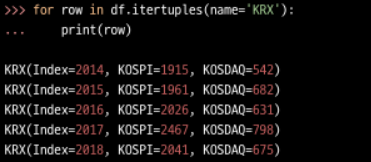 >>> for row in df.itertuples(name='KRX'):
...     print(row)
KRX(Index=2014, KOSPI=1915, KOSDAQ=542)
KRX(Index=2015, KOSPI=1961, KOSDAQ=682)
KRX(Index=2016, KOSPI=2026, KOSDAQ=631)
KRX(Index=2017, KOSPI=2467, KOSDAQ=798)
KRX(Index=2018, KOSPI=2041, KOSDAQ=675)